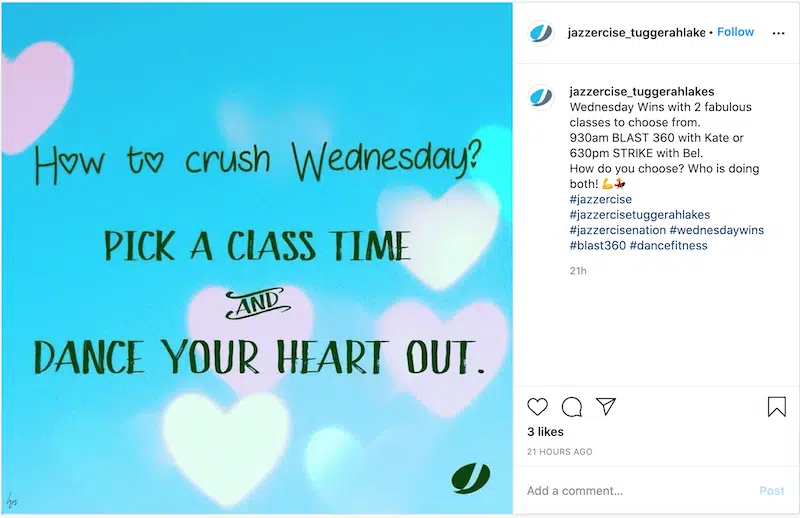 How to crush Wednesday?
PICK A CLASS TIME
AND
DANCE YOUR HEART OUT.
jazzercise_tuggerahlake • Follow ...
jazzercise_tuggerahlakes
Wednesday Wins with 2 fabulous
classes to choose from.
930am BLAST 360 with Kate or
630pm STRIKE with Bel.
How do you choose? Who is doing
both! 💪💃
#jazzercise
#jazzercisetuggerahlakes
#jazzercisenation #wednesdaywins
#blast360 #dancefitness
21h
3 likes
21 HOURS AGO
Add a comment...
Post